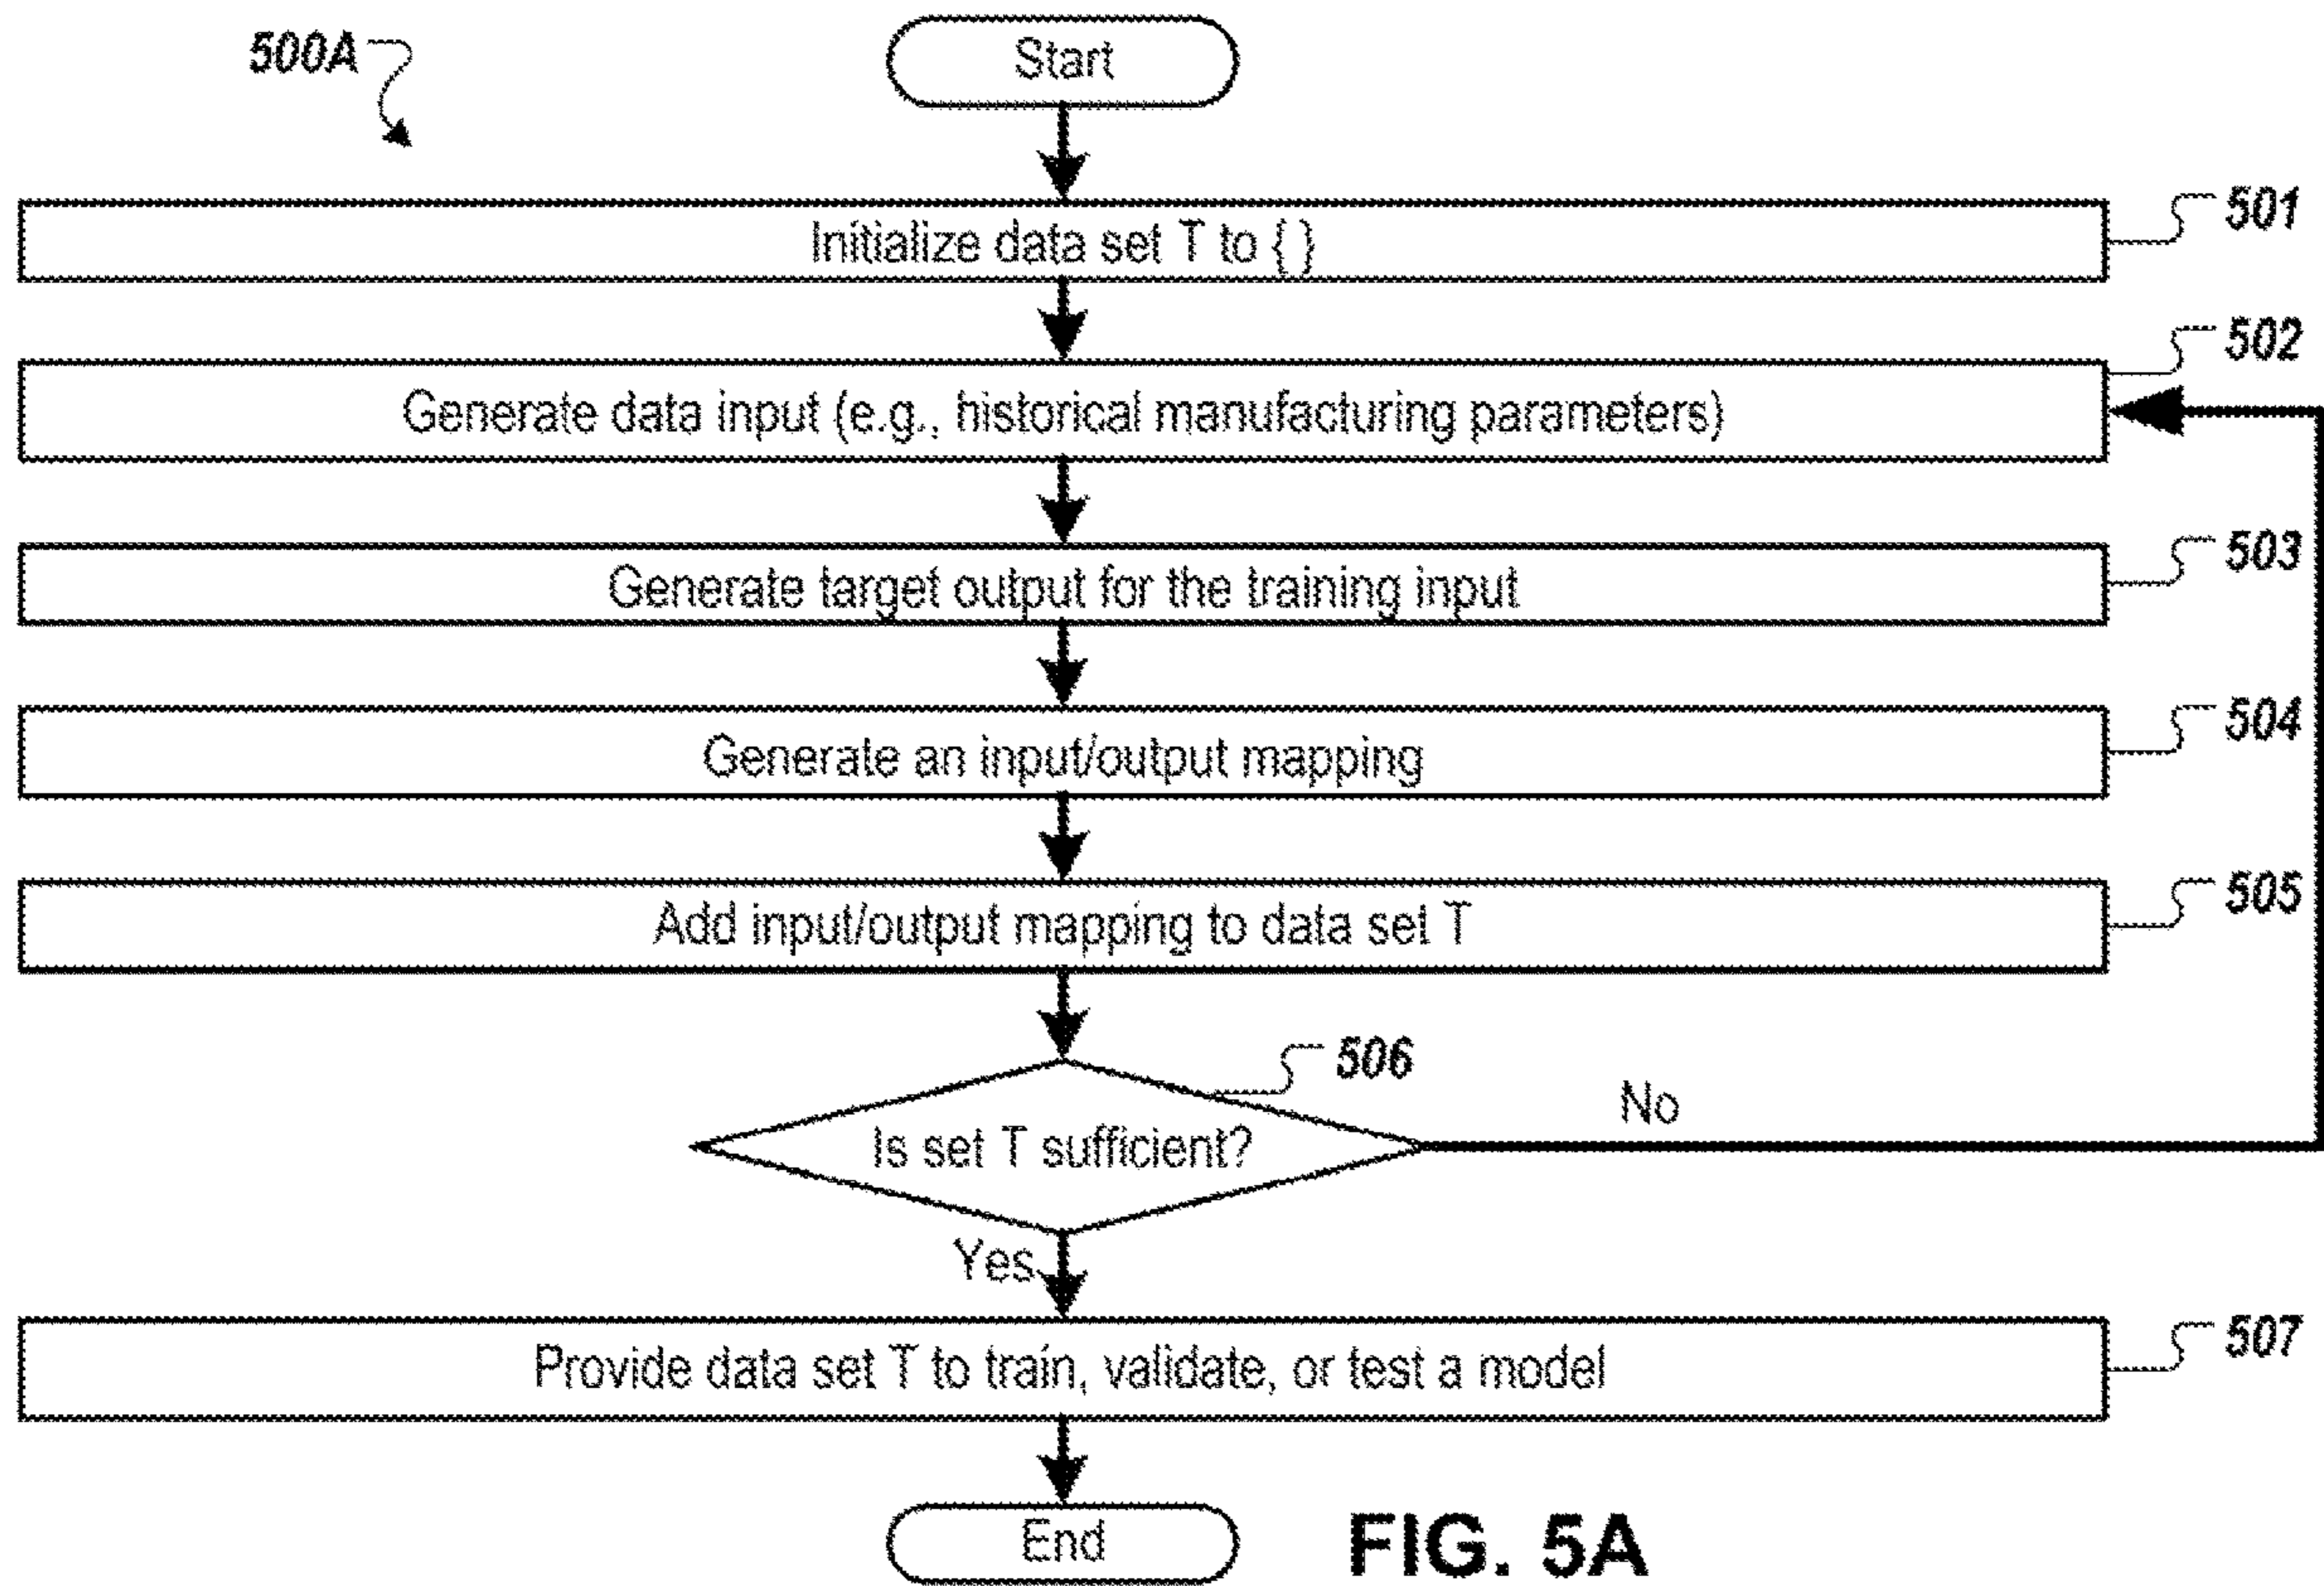 500A
Start
Initialize data set T to { }
501
Generate data input (e.g., historical manufacturing parameters)
502
Generate target output for the training input
503
Generate an input/output mapping
504
Add input/output mapping to data set T
505
506
Is set T sufficient?
No
Yes
Provide data set T to train, validate, or test a model
507
End
FIG. 5A